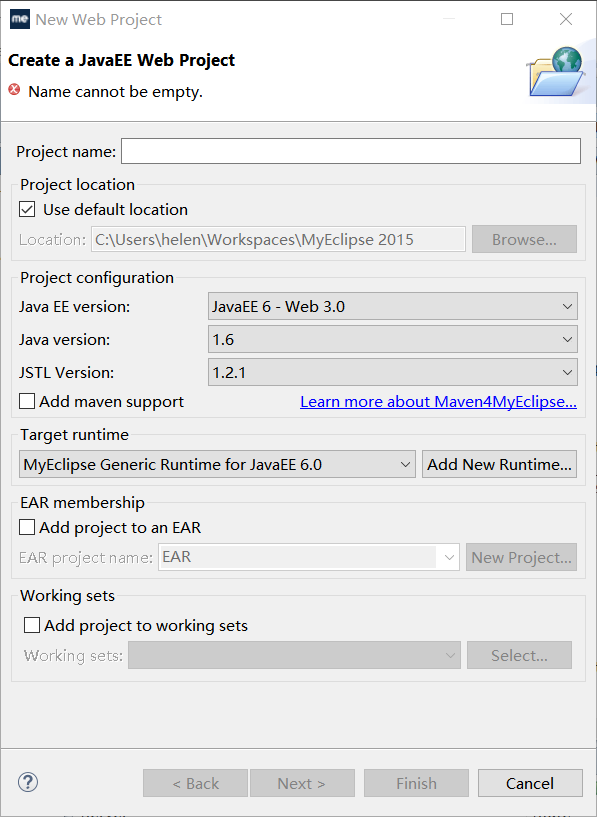 me New Web Project
Create a JavaEE Web Project
Name cannot be empty.
Project name:
Project location
Use default location
Location: C:\Users\helen\Workspaces\MyEclipse 2015 Browse...
Project configuration
Java EE version: JavaEE 6 - Web 3.0
Java version: 1.6
JSTL Version: 1.2.1
Add maven support Learn more about Maven4MyEclipse...
Target runtime
MyEclipse Generic Runtime for JavaEE 6.0 Add New Runtime...
EAR membership
Add project to an EAR
EAR project name: EAR New Project...
Working sets
Add project to working sets
Working sets: Select...
? < Back Next > Finish Cancel